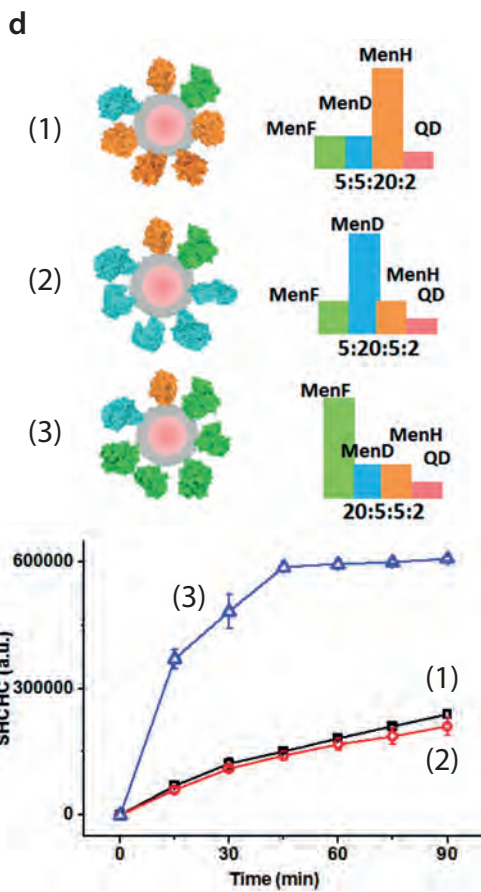 d
(1)
MenH
MenD
MenF
QD
5:5:20:2
(2)
MenD
MenH
MenF
QD
5:20:5:2
(3)
MenF
MenH
MenD
QD
20:5:5:2
sHCHC (a.u.)
600000
300000
0
(3)
(1)
(2)
0 30 60 90
Time (min)